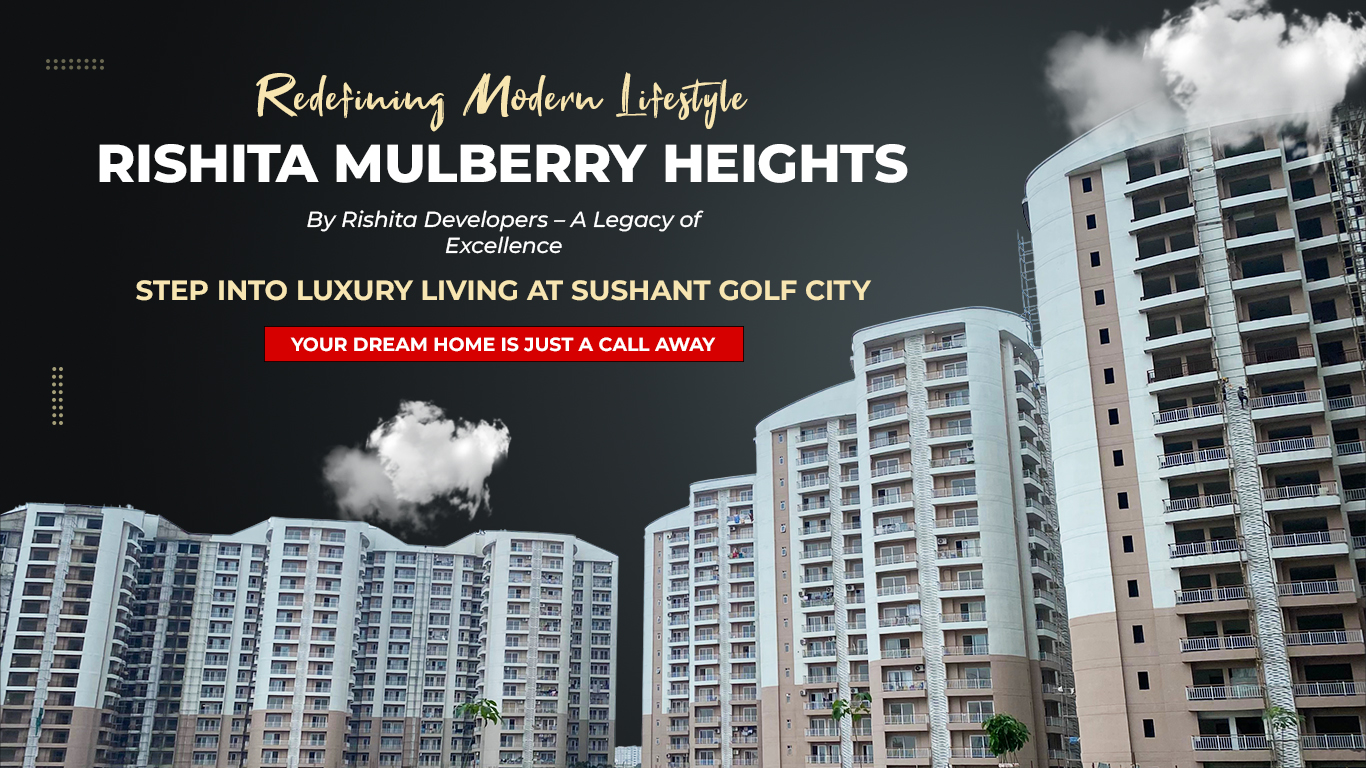 Redefining Modern Lifestyle
RISHITA MULBERRY HEIGHTS
By Rishita Developers – A Legacy of
Excellence
STEP INTO LUXURY LIVING AT SUSHANT GOLF CITY
YOUR DREAM HOME IS JUST A CALL AWAY